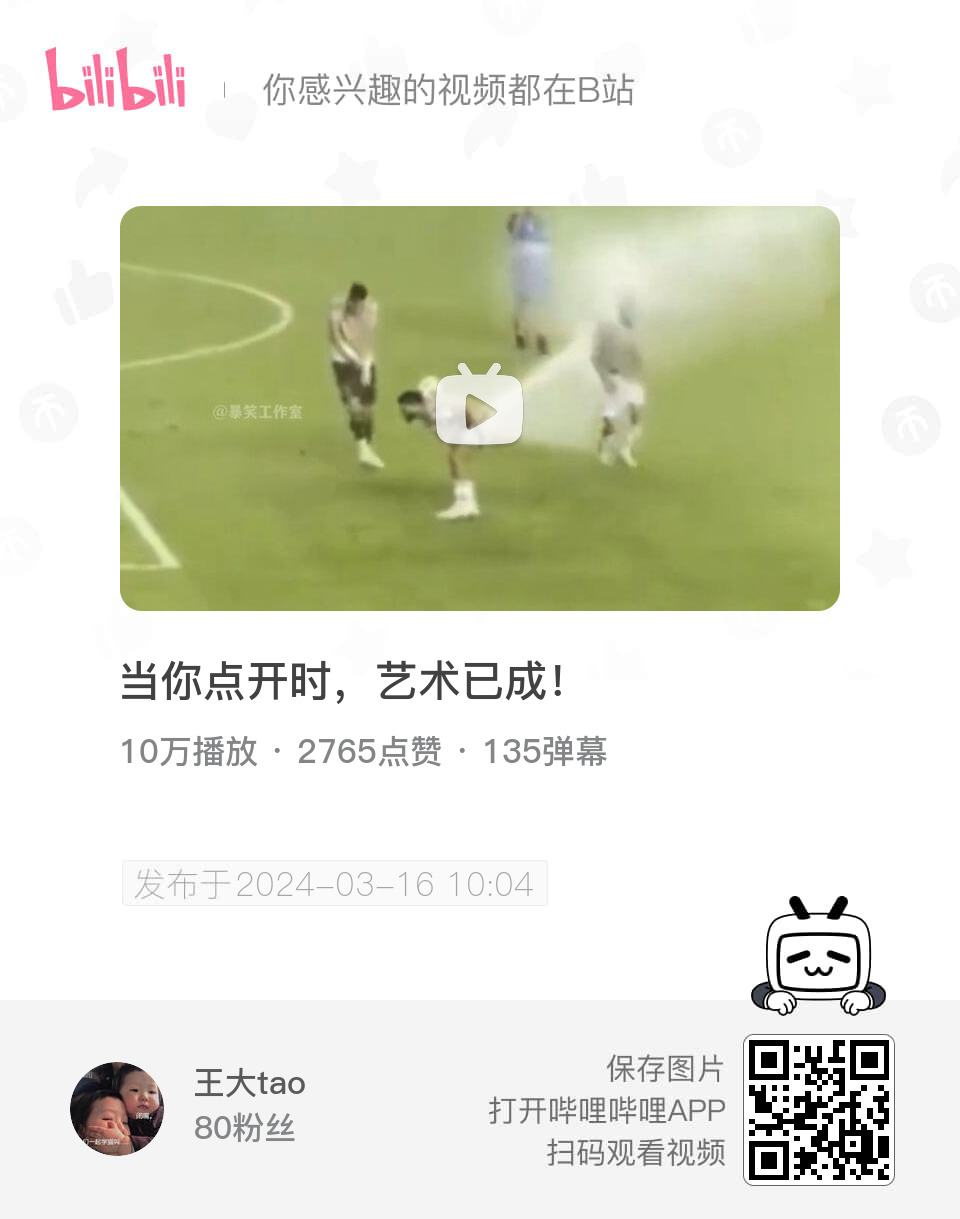 bilibili
你感兴趣的视频都在B站
@暴笑工作室
当你点开时，艺术已成！
10万播放 · 2765点赞 · 135弹幕
发布于2024-03-16 10:04
王大tao
80粉丝
保存图片
打开哔哩哔哩APP
扫码观看视频